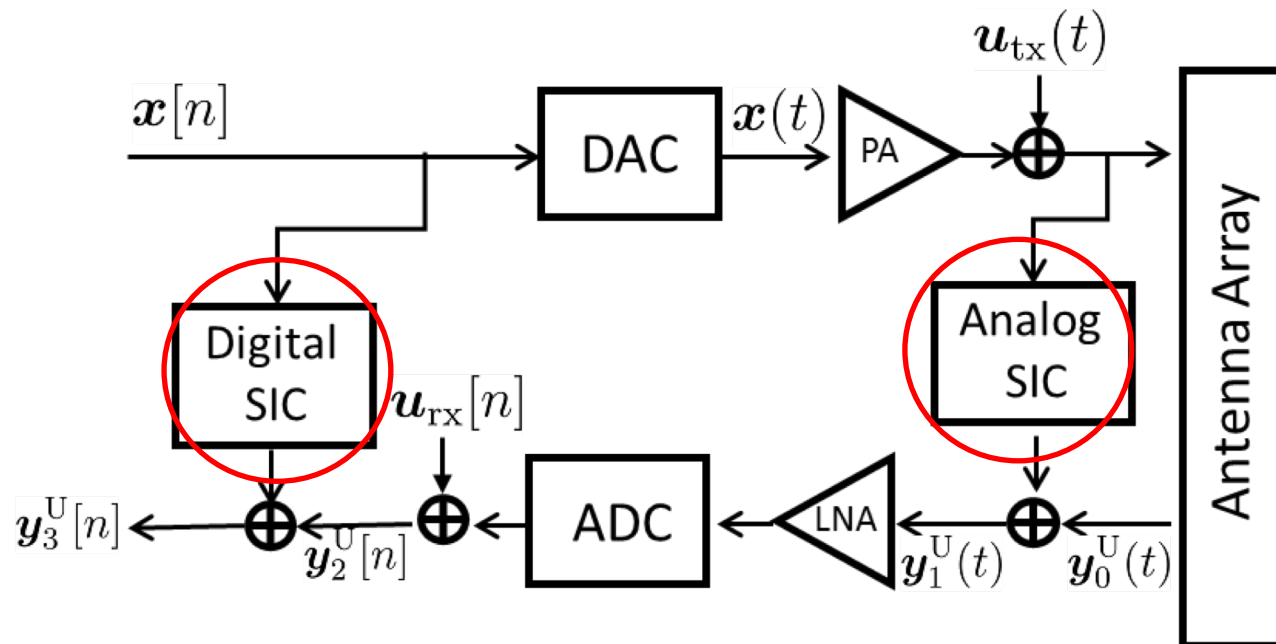 u_tx(t)
x[n]
DAC
x(t)
PA
Antenna Array
Digital
SIC
Analog
SIC
u_rx[n]
y_3^U[n]
y_2^U[n]
ADC
LNA
y_1^U(t)
y_0^U(t)